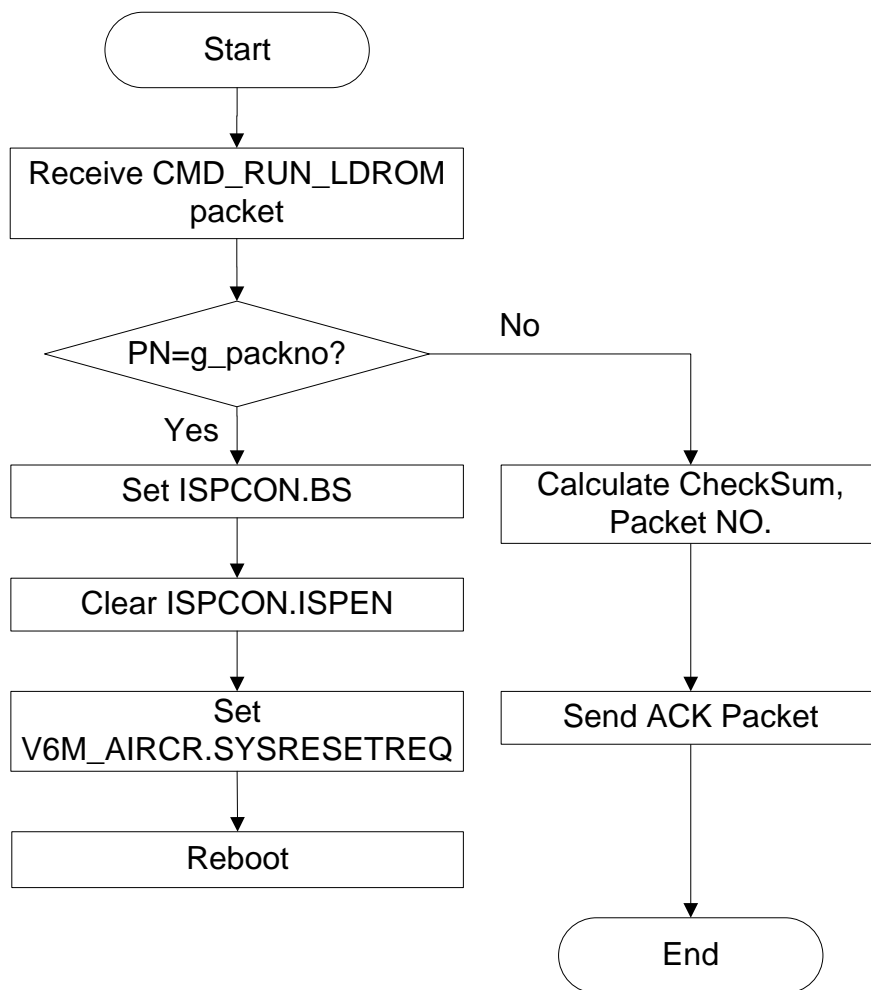 Start
Receive CMD_RUN_LDROM
packet
PN=g_packno?
No
Yes
Set ISPCON.BS
Clear ISPCON.ISPEN
Set
V6M_AIRCR.SYSRESETREQ
Reboot
Calculate CheckSum,
Packet NO.
Send ACK Packet
End